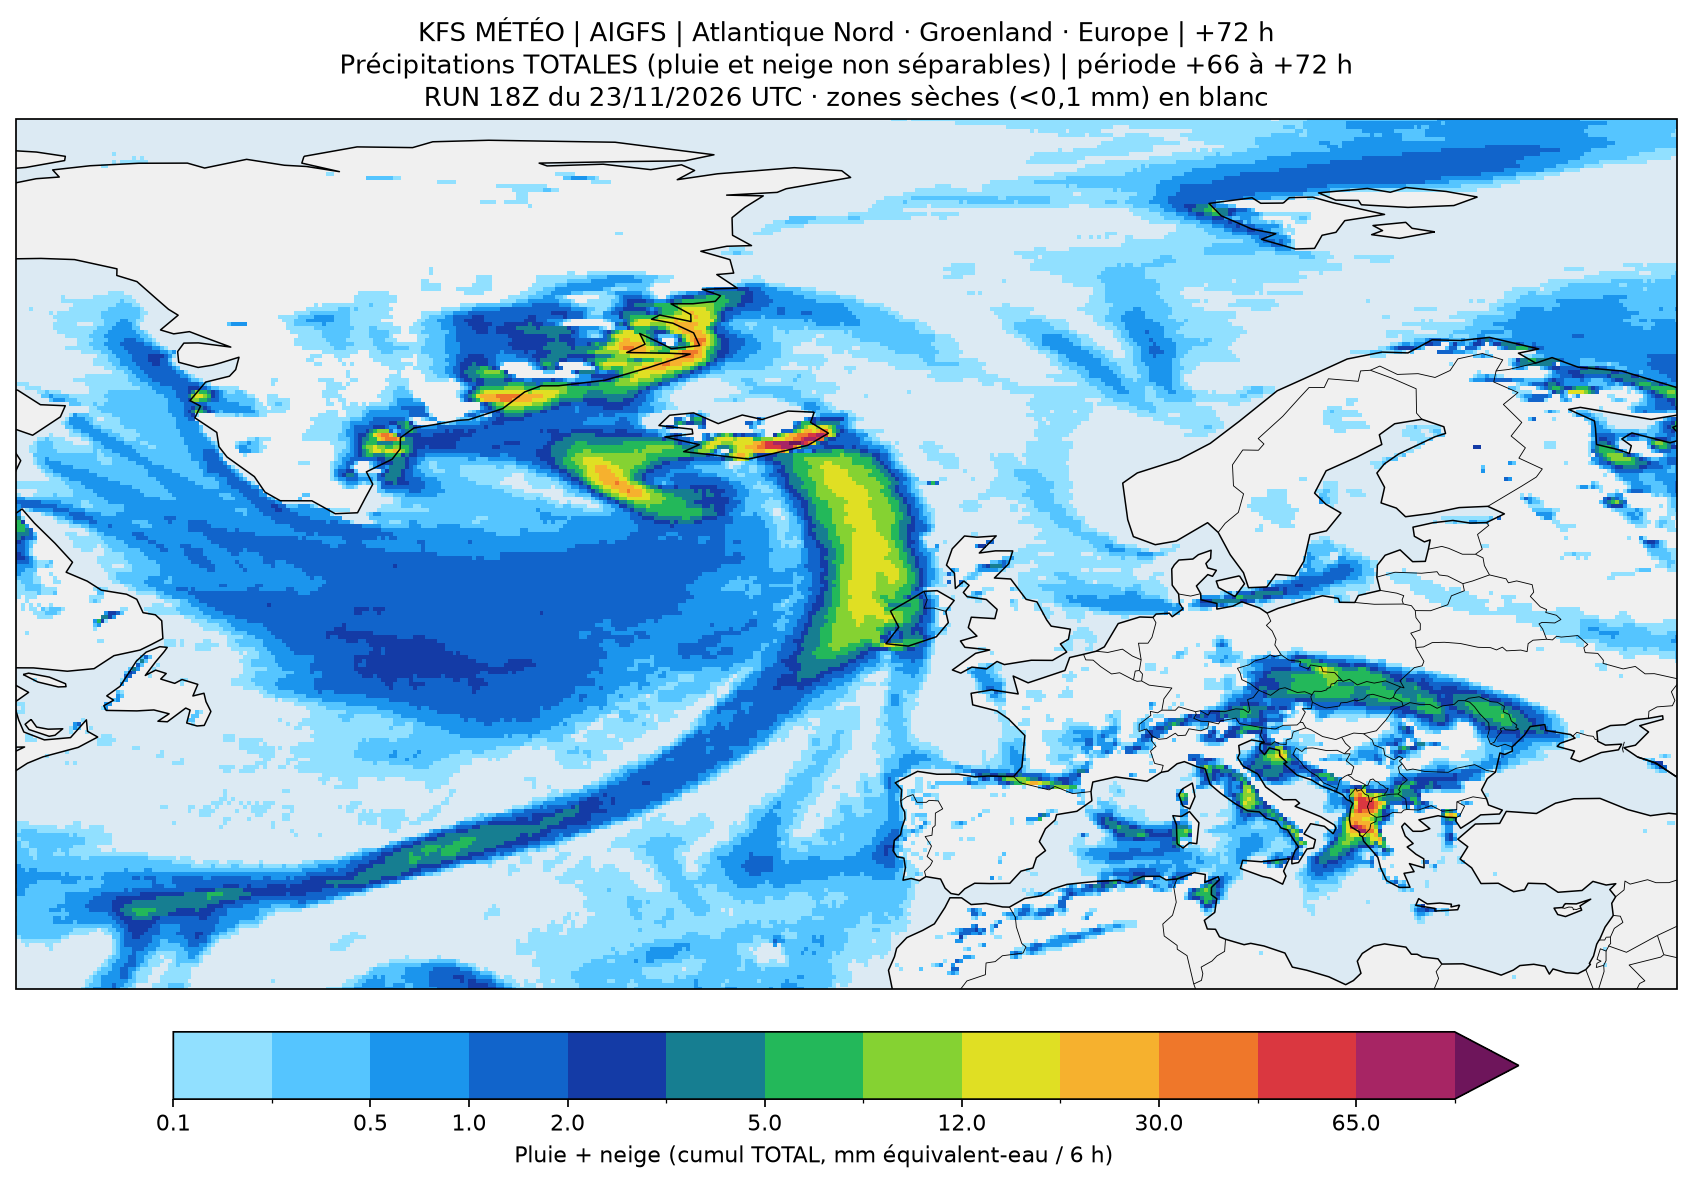 KFS MÉTÉO | AIGFS | Atlantique Nord · Groenland · Europe | +72 h
Précipitations TOTALES (pluie et neige non séparables) | période +66 à +72 h
RUN 18Z du 23/11/2026 UTC · zones sèches (<0,1 mm) en blanc
0.1 0.5 1.0 2.0 5.0 12.0 30.0 65.0
Pluie + neige (cumul TOTAL, mm équivalent-eau / 6 h)